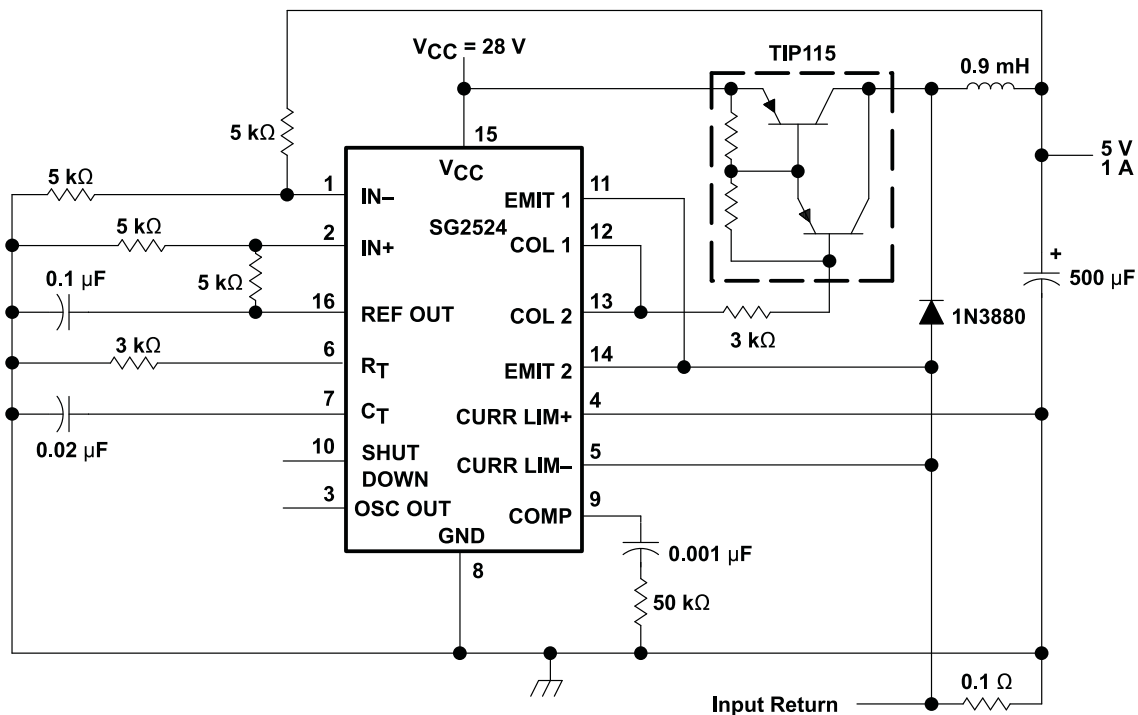 VCC = 28 V
TIP115
0.9 mH
5 kΩ
15
5 V
1 A
5 kΩ
1
VCC
11
IN–
EMIT 1
SG2524
5 kΩ
2
12
IN+
COL 1
0.1 µF
5 kΩ
+
500 µF
16
13
REF OUT
COL 2
3 kΩ
1N3880
3 kΩ
6
14
RT
EMIT 2
7
4
CT
CURR LIM+
0.02 µF
10
5
SHUT
DOWN
CURR LIM–
3
9
OSC OUT
COMP
GND
0.001 µF
8
50 kΩ
0.1 Ω
Input Return